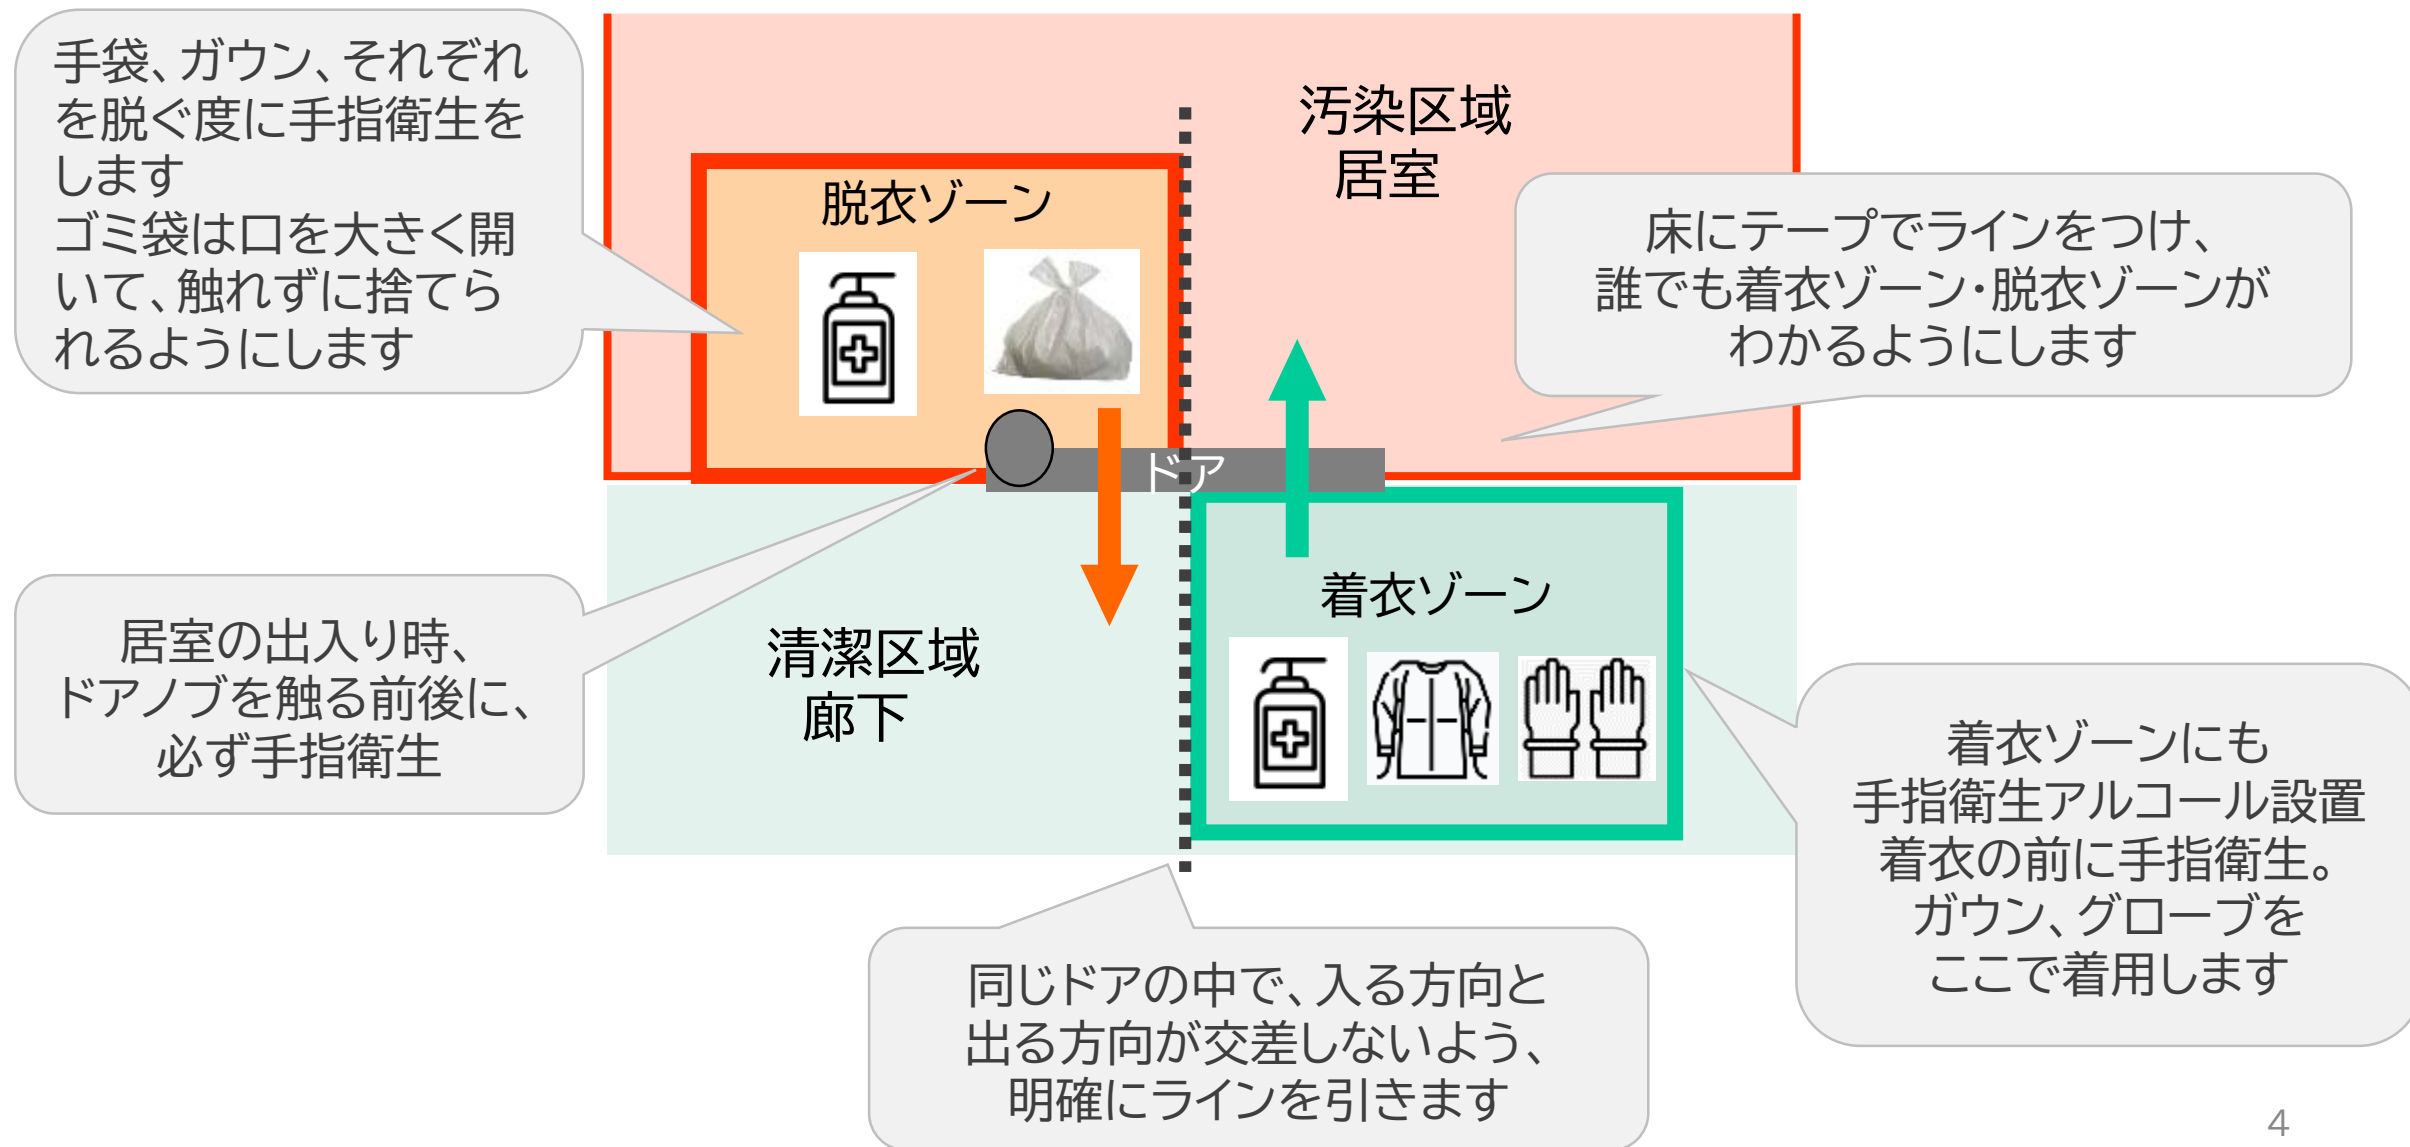 手袋、ガウン、それぞれ
を脱ぐ度に手指衛生を
します
ゴミ袋は口を大きく開
いて、触れずに捨てら
れるようにします
汚染区域
居室
脱衣ゾーン
床にテープでラインをつけ、
誰でも着衣ゾーン・脱衣ゾーンが
わかるようにします
ドア
居室の出入り時、
ドアノブを触る前後に、
必ず手指衛生
清潔区域
廊下
着衣ゾーン
着衣ゾーンにも
手指衛生アルコール設置
着衣の前に手指衛生。
ガウン、グローブを
ここで着用します
同じドアの中で、入る方向と
出る方向が交差しないよう、
明確にラインを引きます
4